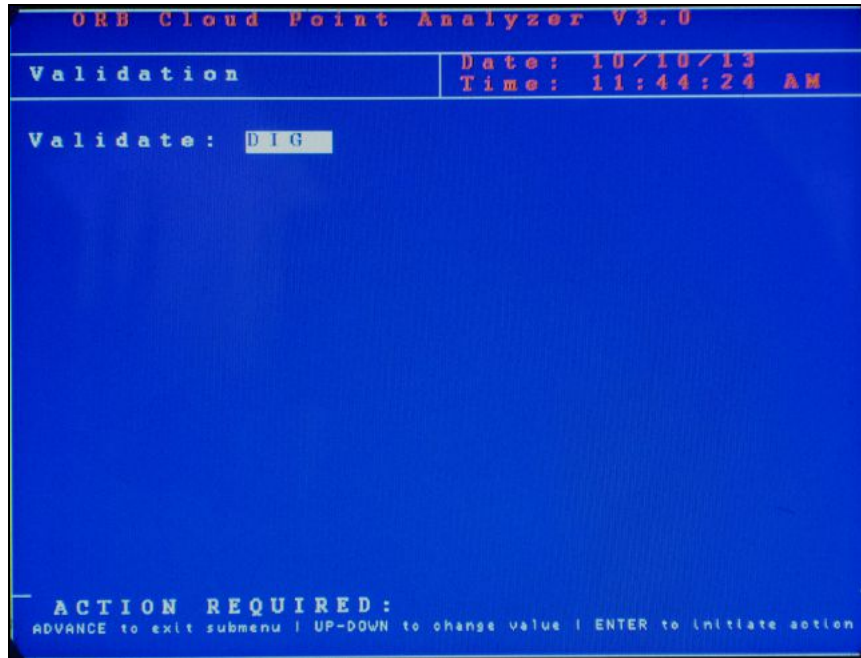 ORB Cloud Point Analyzer V3.0
Validation
Date: 10/10/13
Time: 11:44:24 AM
Validate: DIG
ACTION REQUIRED:
ADVANCE to exit submenu | UP-DOWN to change value | ENTER to initiate action